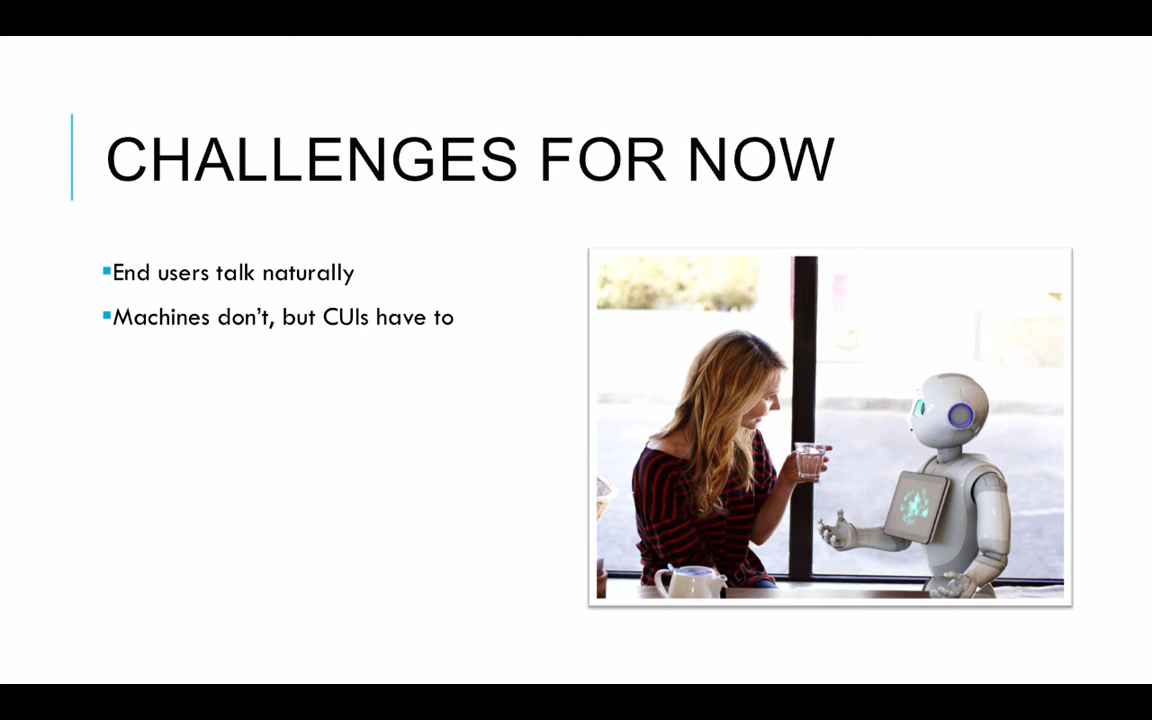 CHALLENGES FOR NOW
▪End users talk naturally
▪Machines don’t, but CUIs have to